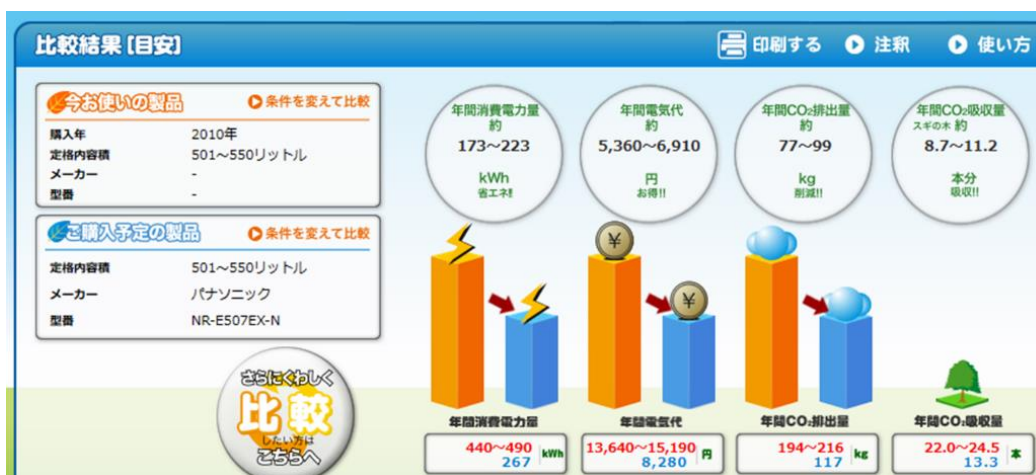 比較結果【目安】
印刷する
注釈
使い方
今お使いの製品
条件を変えて比較
購入年 2010年
定格内容積 501～550リットル
メーカー -
型番 -
ご購入予定の製品
条件を変えて比較
定格内容積 501～550リットル
メーカー パナソニック
型番 NR-E507EX-N
さらにくわしく
比較
したい方は
こちらへ
年間消費電力量
約
173～223
kWh
省エネ!!
年間電気代
約
5,360～6,910
円
お得!!
年間CO₂排出量
約
77～99
kg
削減!!
年間CO₂吸収量
スギの木 約
8.7～11.2
本分
吸収!!
¥
¥
年間消費電力量
440～490
267
kWh
年間電気代
13,640～15,190
8,280
円
年間CO₂排出量
194～216
117
kg
年間CO₂吸収量
22.0～24.5
13.3
本